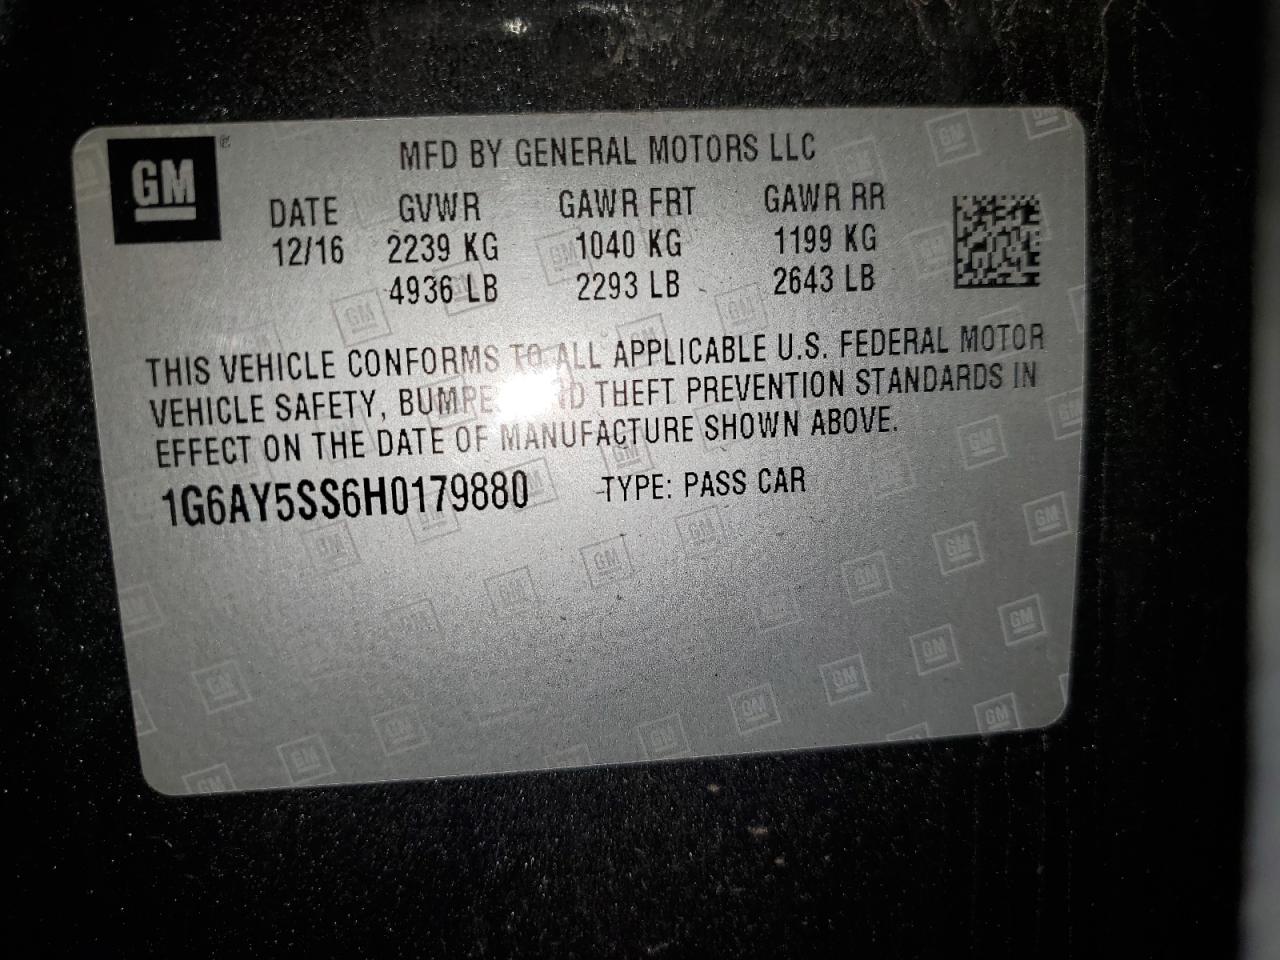 GM®
MFD BY GENERAL MOTORS LLC
DATE GVWR GAWR FRT GAWR RR
12/16 2239 KG 1040 KG 1199 KG
4936 LB 2293 LB 2643 LB
THIS VEHICLE CONFORMS TO ALL APPLICABLE U.S. FEDERAL MOTOR
VEHICLE SAFETY, THEFT PREVENTION STANDARDS IN
EFFECT ON THE DATE OF MANUFACTURE SHOWN ABOVE.
1G6AY5SS6H0179880 TYPE: PASS CAR